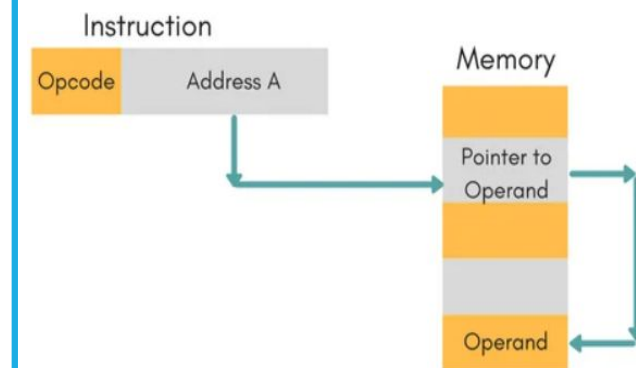 Instruction
Opcode
Address A
Memory
Pointer to
Operand
Operand